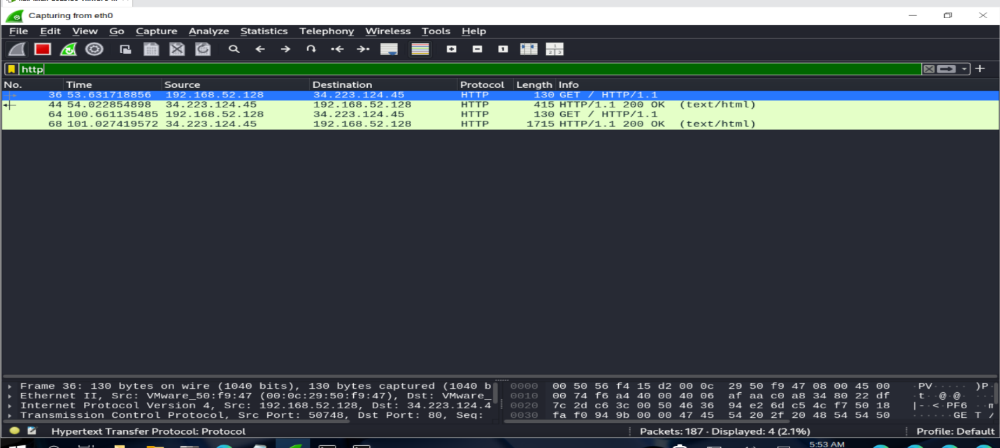 Capturing from eth0
File Edit View Go Capture Analyze Statistics Telephony Wireless Tools Help
http
No. Time Source Destination Protocol Length Info
36 53.631718856 192.168.52.128 34.223.124.45 HTTP 130 GET / HTTP/1.1
44 54.022854898 34.223.124.45 192.168.52.128 HTTP 415 HTTP/1.1 200 OK (text/html)
64 100.661135485 192.168.52.128 34.223.124.45 HTTP 130 GET / HTTP/1.1
68 101.027419572 34.223.124.45 192.168.52.128 HTTP 1715 HTTP/1.1 200 OK (text/html)
Frame 36: 130 bytes on wire (1040 bits), 130 bytes captured (1040 b
Ethernet II, Src: VMware_50:f9:47 (00:0c:29:50:f9:47), Dst: VMware_
Internet Protocol Version 4, Src: 192.168.52.128, Dst: 34.223.124.4
Transmission Control Protocol, Src Port: 50748, Dst Port: 80, Seq:
0000 00 50 56 f4 15 d2 00 0c 29 50 f9 47 08 00 45 00 ·PV····· )P·
0010 00 74 f6 a4 40 00 40 06 af aa c0 a8 34 80 22 df ·t··@·@·
0020 7c 2d c6 3c 00 50 46 36 94 e2 6d c5 4c f7 50 18 |-·<·PF6 ··m
0030 fa f0 94 9b 00 00 47 45 54 20 2f 20 48 54 54 50 ······GE T /
Hypertext Transfer Protocol: Protocol
Packets: 187 · Displayed: 4 (2.1%)
Profile: Default
5:53 AM